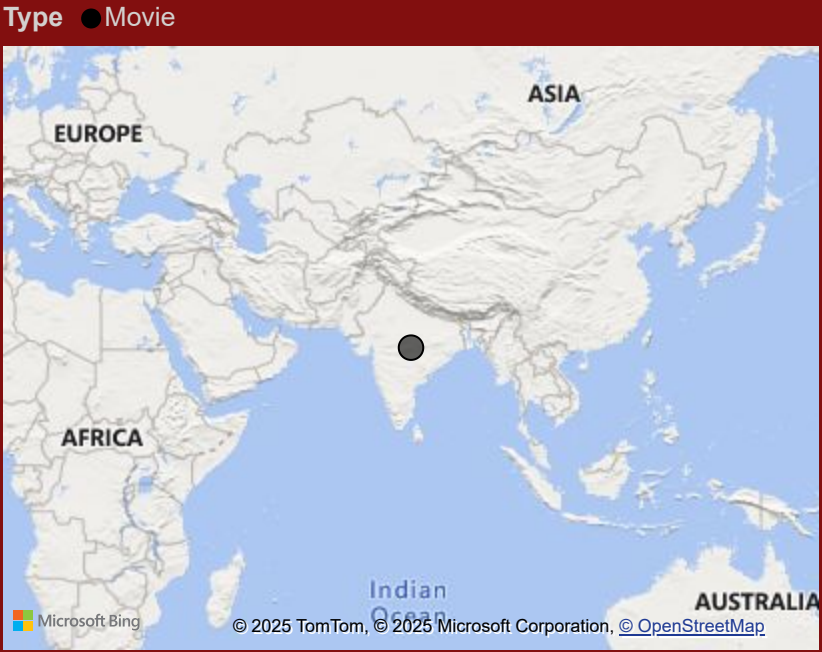 Type Movie
ASIA
EUROPE
AFRICA
Indian
Ocean
AUSTRALIA
Microsoft Bing
© 2025 TomTom, © 2025 Microsoft Corporation, © OpenStreetMap